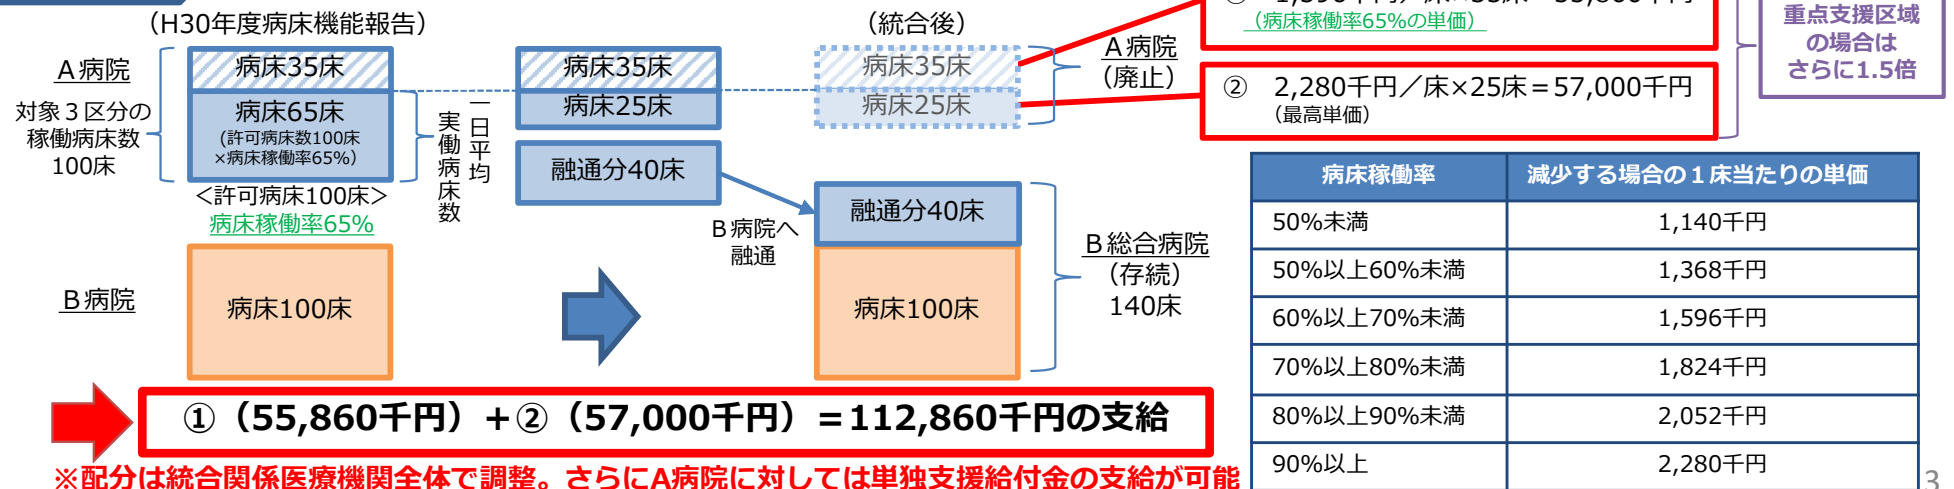 （H30年度病床機能報告）
（統合後）
（病床稼働率65%の単価）
重点支援区域
の場合は
さらに1.5倍
A病院
対象３区分の
稼働病床数
100床
病床35床
病床65床
(許可病床数100床
×病床稼働率65%)
＜許可病床100床＞
病床稼働率65%
一日平均
実働病床数
病床35床
病床25床
融通分40床
B病院へ
融通
病床35床
病床25床
A病院
（廃止）
② 2,280千円／床×25床＝57,000千円
（最高単価）
融通分40床
病床100床
B総合病院
（存続）
140床
B病院
病床100床
病床稼働率 減少する場合の１床当たりの単価
50%未満 1,140千円
50%以上60%未満 1,368千円
60%以上70%未満 1,596千円
70%以上80%未満 1,824千円
80%以上90%未満 2,052千円
90%以上 2,280千円
①（55,860千円）＋②（57,000千円）＝112,860千円の支給
※配分は統合関係医療機関全体で調整。さらにA病院に対しては単独支援給付金の支給が可能
3